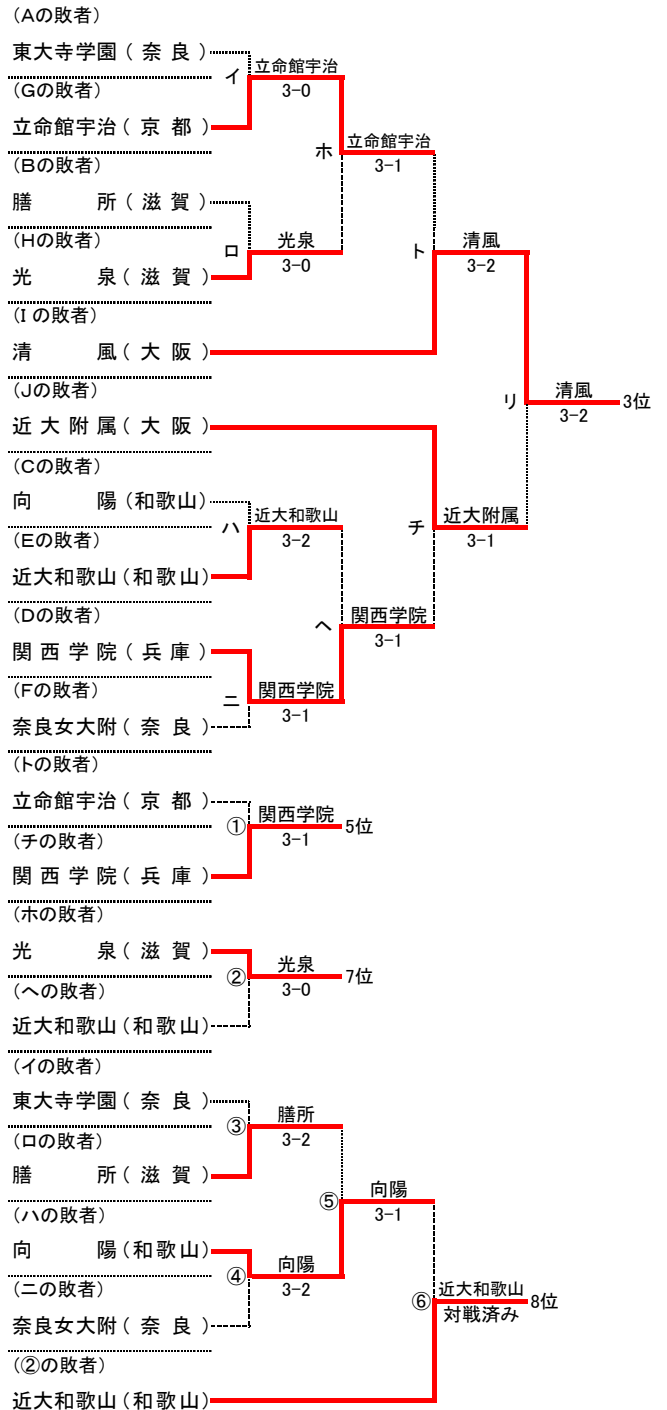 (Aの敗者)
東大寺学園(奈良)
イ
立命館宇治
3-0
(Gの敗者)
立命館宇治(京都)
ホ
立命館宇治
3-1
(Bの敗者)
膳所(滋賀)
ロ
光泉
3-0
ト
清風
3-2
(Hの敗者)
光泉(滋賀)
(Iの敗者)
清風(大阪)
リ
清風
3-2
3位
(Jの敗者)
近大附属(大阪)
(Cの敗者)
向陽(和歌山)
ハ
近大和歌山
3-2
チ
近大附属
3-1
(Eの敗者)
近大和歌山(和歌山)
(Dの敗者)
ヘ
関西学院
3-1
関西学院(兵庫)
(Fの敗者)
ニ
関西学院
3-1
奈良女大附(奈良)
(トの敗者)
立命館宇治(京都)
①
関西学院
3-1
5位
(チの敗者)
関西学院(兵庫)
(ホの敗者)
光泉(滋賀)
②
光泉
3-0
7位
(ヘの敗者)
近大和歌山(和歌山)
(イの敗者)
東大寺学園(奈良)
③
膳所
3-2
(ロの敗者)
膳所(滋賀)
⑤
向陽
3-1
(ハの敗者)
向陽(和歌山)
④
向陽
3-2
(ニの敗者)
奈良女大附(奈良)
⑥
近大和歌山
対戦済み
8位
(②の敗者)
近大和歌山(和歌山)